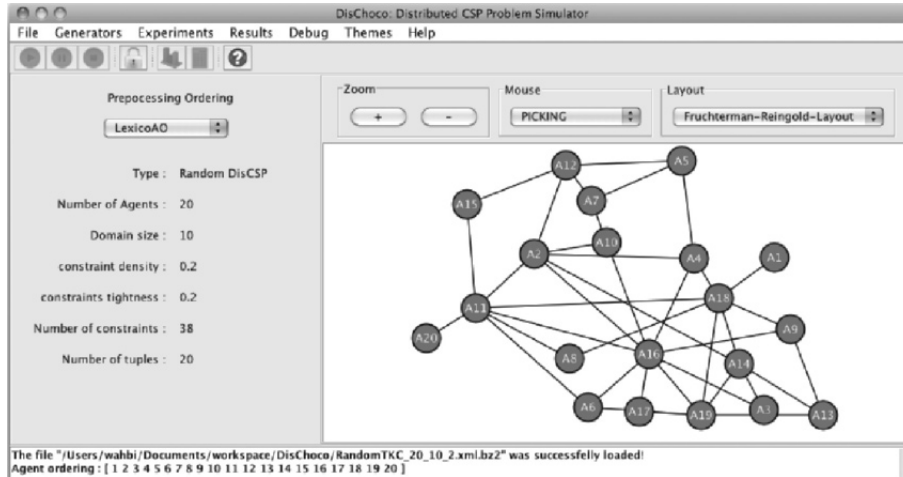 DisChoco: Distributed CSP Problem Simulator
File Generators Experiments Results Debug Themes Help
Prepocessing Ordering
LexicoAO
Type : Random DisCSP
Number of Agents : 20
Domain size : 10
constraint density : 0.2
constraints tightness : 0.2
Number of constraints : 38
Number of tuples : 20
Zoom
+ -
Mouse
PICKING
Layout
Fruchterman-Reingold-Layout
A12
A5
A15
A7
A10
A2
A4
A1
A18
A11
A9
A20
A8
A16
A14
A6
A17
A19
A3
A13
The file "/Users/wahbi/Documents/workspace/DisChoco/RandomTKC_20_10_2.xml.bz2" was successfelly loaded!
Agent ordering : [ 1 2 3 4 5 6 7 8 9 10 11 12 13 14 15 16 17 18 19 20 ]